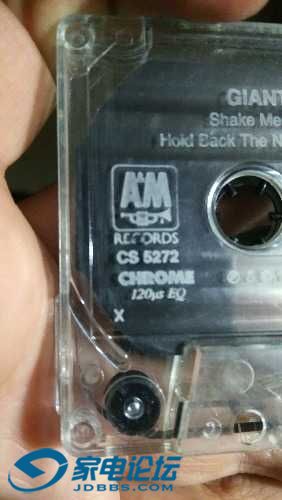 GIANT
Shake Me
Hold Back The N
A&M
RECORDS
CS 5272
CHROME
120µs EQ
X
家电论坛
JDBBS.COM